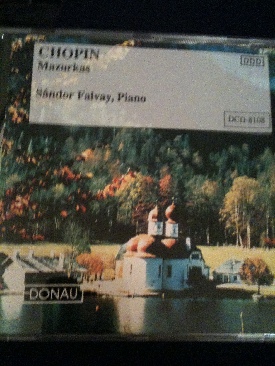 CHOPIN
DDD
Mazurkas
Sándor Falvay, Piano
DCD 8108
DONAU